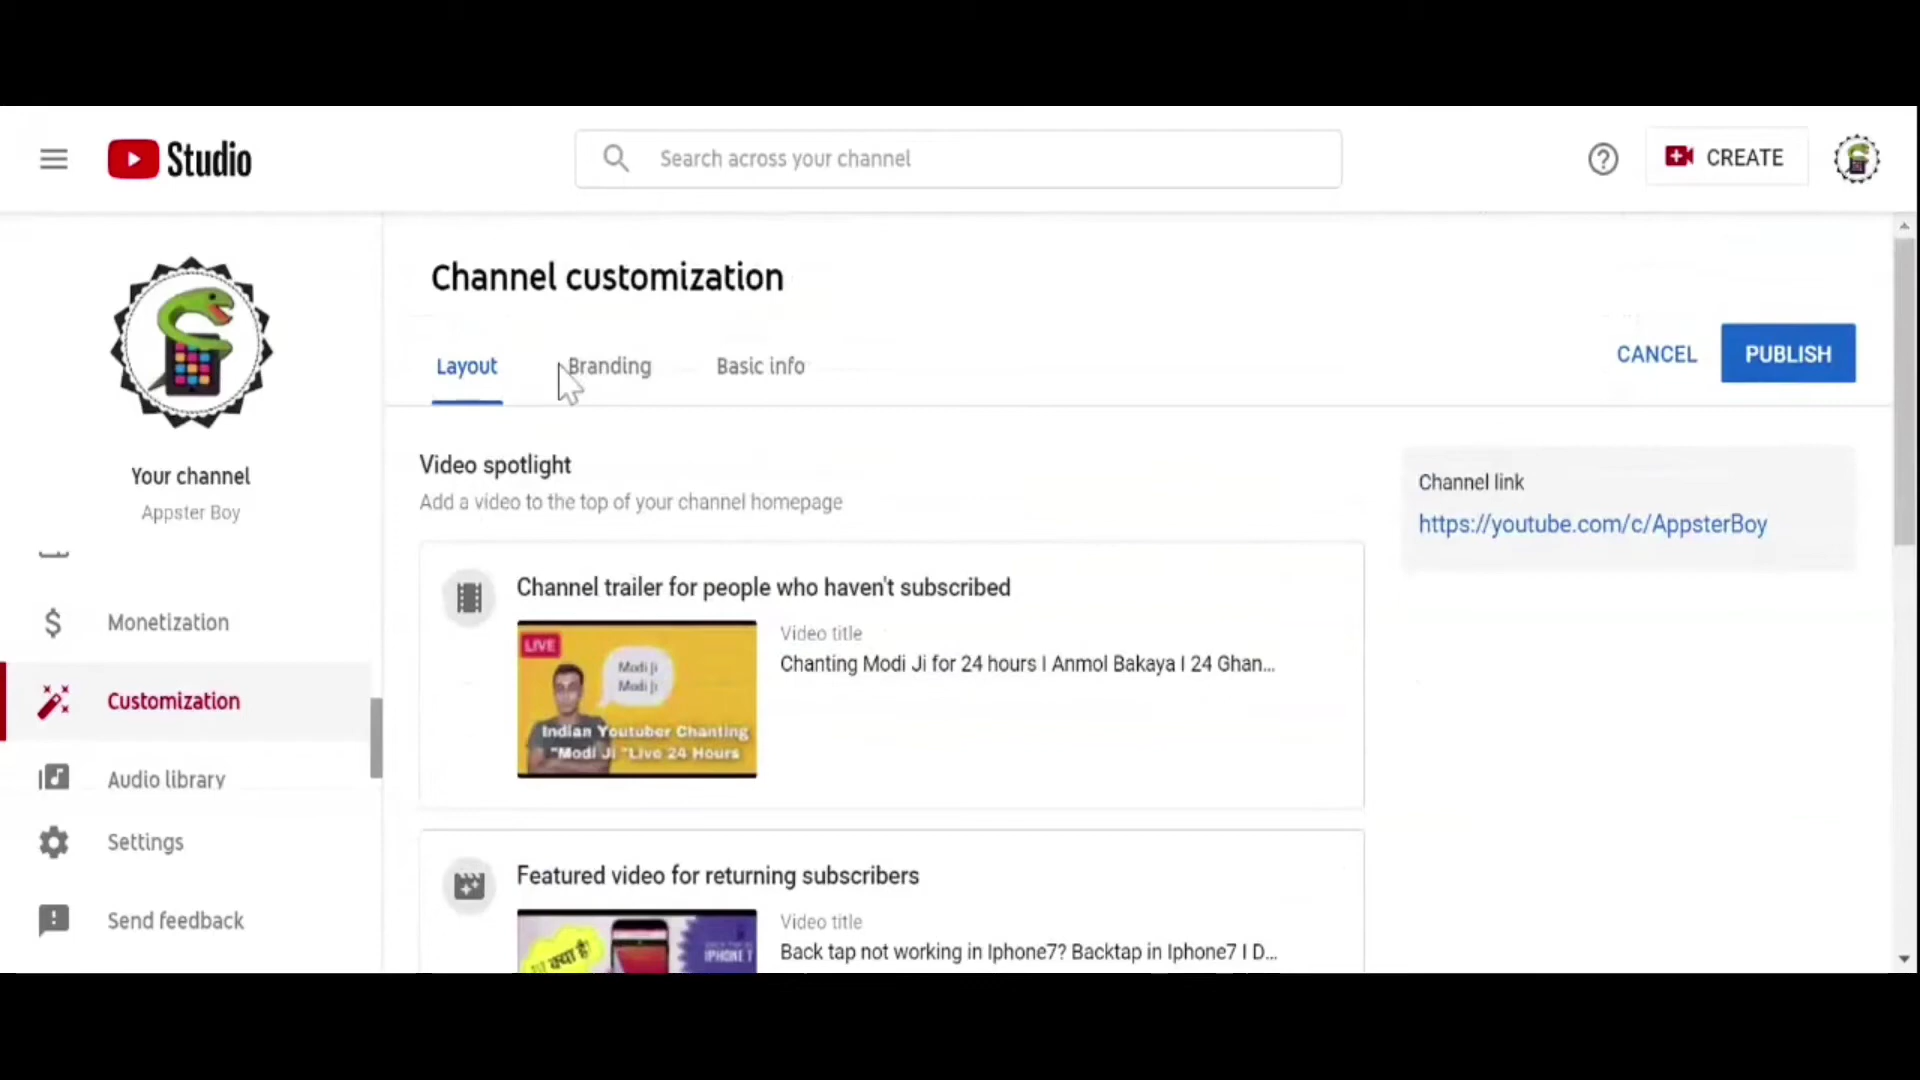 Studio
Search across your channel
CREATE
Channel customization
Layout
Branding
Basic info
CANCEL
PUBLISH
Your channel
Appster Boy
Monetization
Customization
Audio library
Settings
Send feedback
Video spotlight
Add a video to the top of your channel homepage
Channel trailer for people who haven't subscribed
LIVE
Modi Ji
Modi Ji
Indian Youtuber Chanting
"Modi Ji "Live 24 Hours
Video title
Chanting Modi Ji for 24 hours I Anmol Bakaya I 24 Ghan...
Featured video for returning subscribers
क्या है!
IPHONE 7
Video title
Back tap not working in Iphone7? Backtap in Iphone7 I D...
Channel link
https://youtube.com/c/AppsterBoy